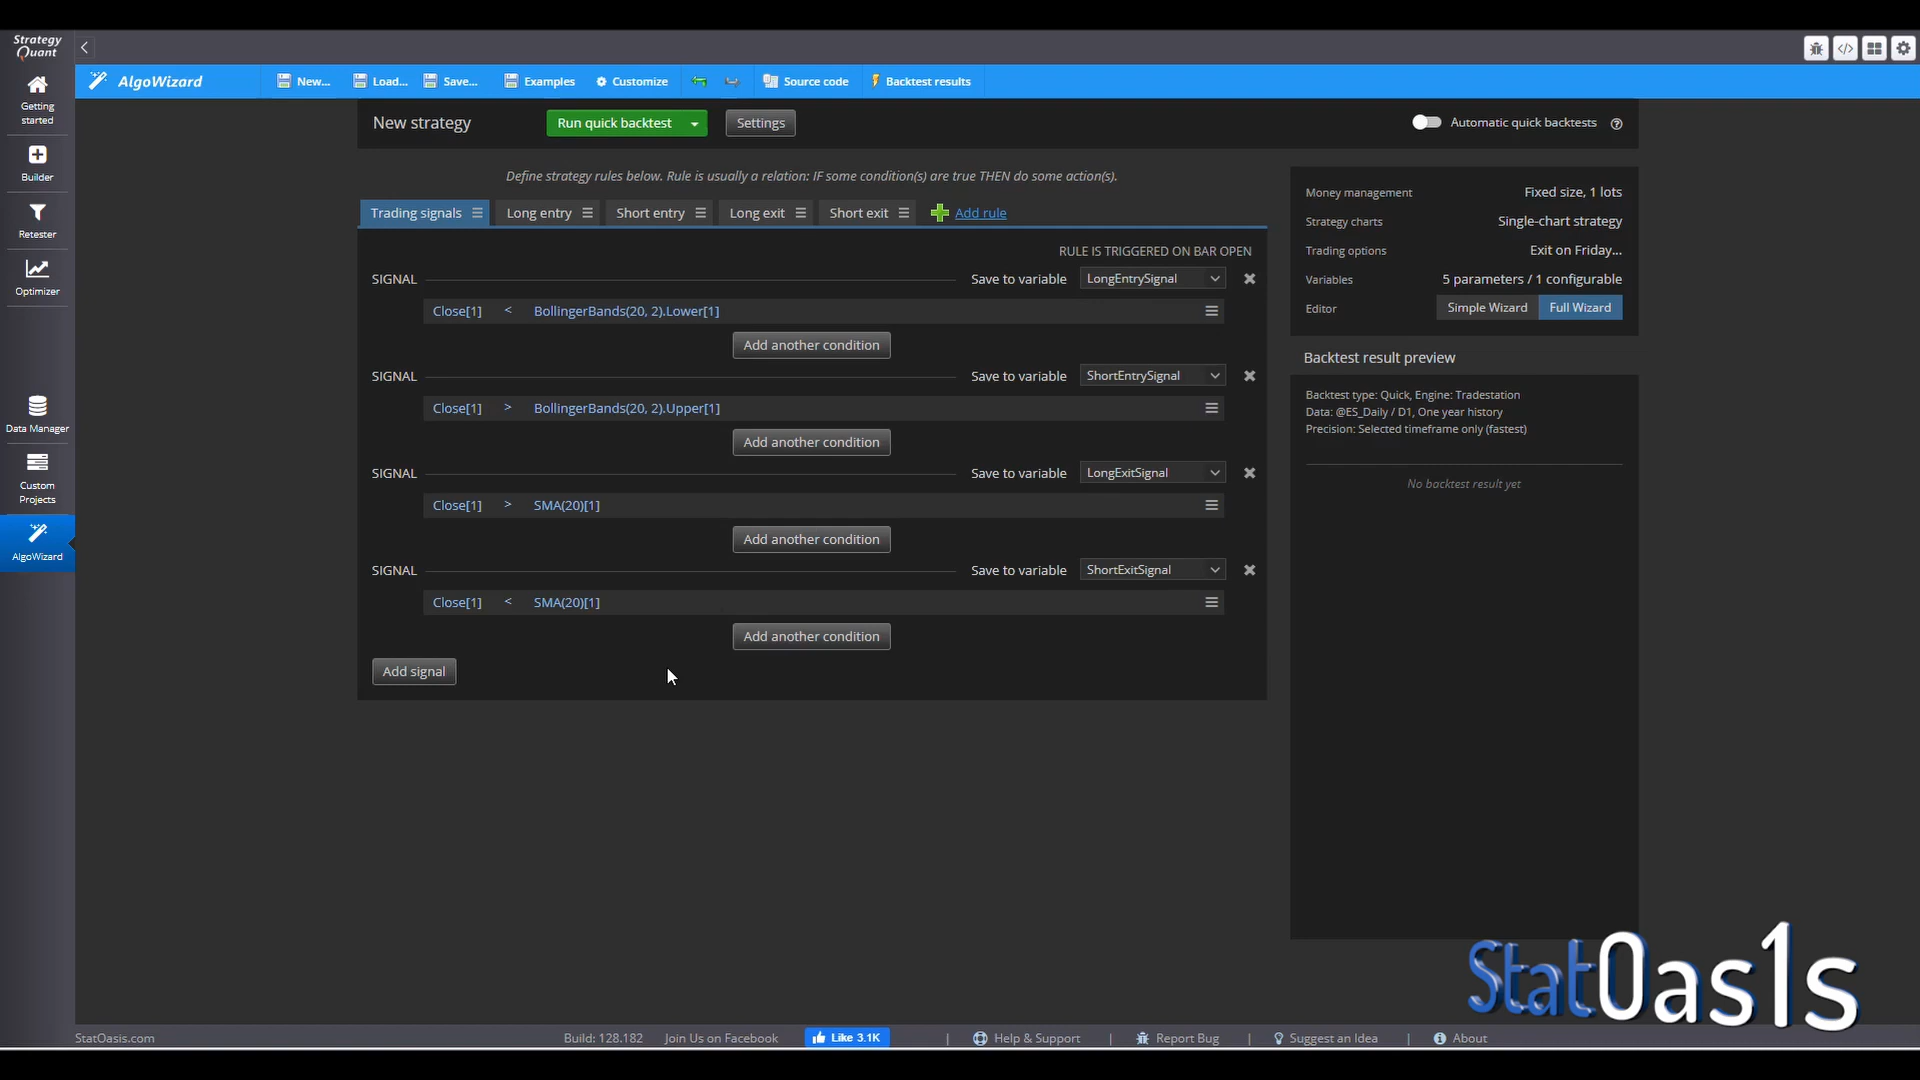 Strategy
Quant
AlgoWizard
New...
Load...
Save...
Examples
Customize
Source code
Backtest results
Getting
started
Builder
Retester
Optimizer
Data Manager
Custom
Projects
AlgoWizard
New strategy
Run quick backtest
Settings
Automatic quick backtests
Define strategy rules below. Rule is usually a relation: IF some condition(s) are true THEN do some action(s).
Trading signals
Long entry
Short entry
Long exit
Short exit
Add rule
RULE IS TRIGGERED ON BAR OPEN
SIGNAL Save to variable LongEntrySignal
Close[1] < BollingerBands(20, 2).Lower[1]
Add another condition
SIGNAL Save to variable ShortEntrySignal
Close[1] > BollingerBands(20, 2).Upper[1]
Add another condition
SIGNAL Save to variable LongExitSignal
Close[1] > SMA(20)[1]
Add another condition
SIGNAL Save to variable ShortExitSignal
Close[1] < SMA(20)[1]
Add another condition
Add signal
Money management Fixed size, 1 lots
Strategy charts Single-chart strategy
Trading options Exit on Friday...
Variables 5 parameters / 1 configurable
Editor Simple Wizard Full Wizard
Backtest result preview
Backtest type: Quick, Engine: Tradestation
Data: @ES_Daily / D1, One year history
Precision: Selected timeframe only (fastest)
No backtest result yet
StatOas1s
StatOasis.com
Build: 128.182
Join Us on Facebook
Like 3.1K
| Help & Support | Report Bug | Suggest an Idea | About